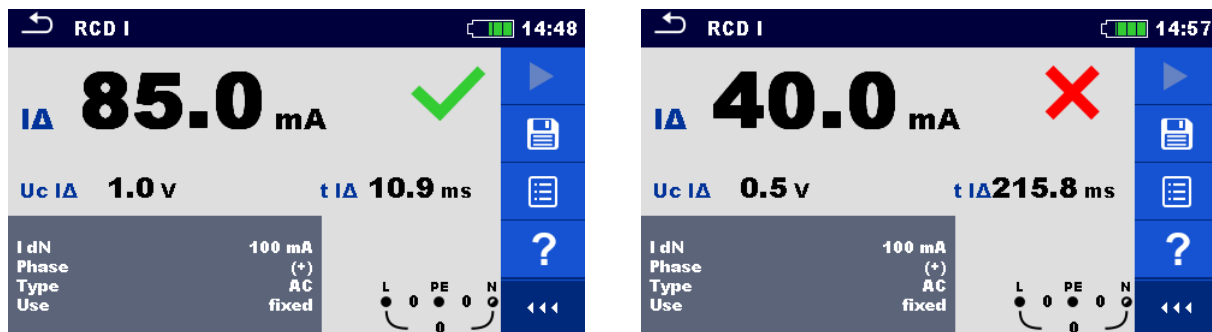 RCD I 14:48
IΔ 85.0 mA
Uc IΔ 1.0 V t IΔ 10.9 ms
I dN 100 mA
Phase (+)
Type AC
Use fixed
L PE N
0 0
0
?
RCD I 14:57
IΔ 40.0 mA
Uc IΔ 0.5 V t IΔ 215.8 ms
I dN 100 mA
Phase (+)
Type AC
Use fixed
L PE N
0 0
0
?